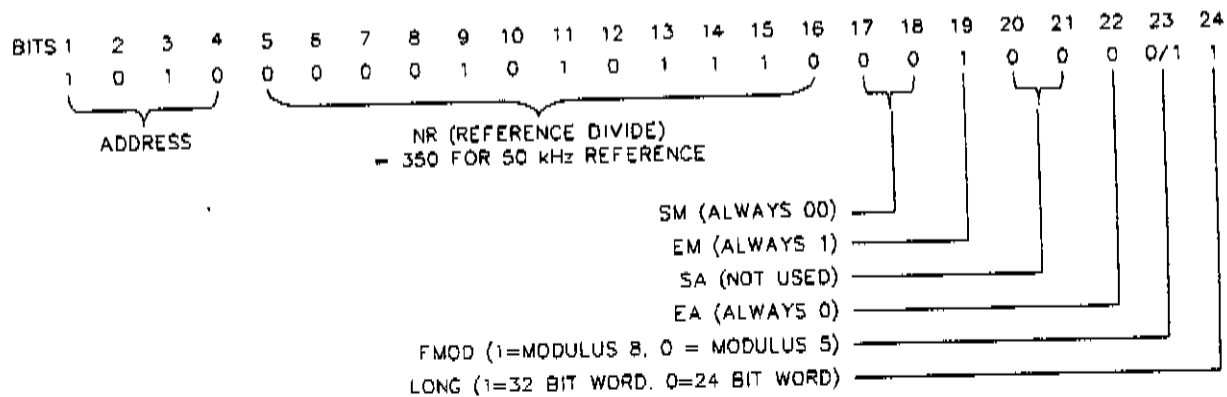 BITS 1 2 3 4 5 6 7 8 9 10 11 12 13 14 15 16 17 18 19 20 21 22 23 24
1 0 1 0 0 0 0 0 1 0 1 0 1 1 1 0 0 0 1 0 0 0 0/1 1
ADDRESS
NR (REFERENCE DIVIDE)
= 350 FOR 50 kHz REFERENCE
SM (ALWAYS 00)
EM (ALWAYS 1)
SA (NOT USED)
EA (ALWAYS 0)
FMOD (1=MODULUS 8, 0 = MODULUS 5)
LONG (1=32 BIT WORD. 0=24 BIT WORD)